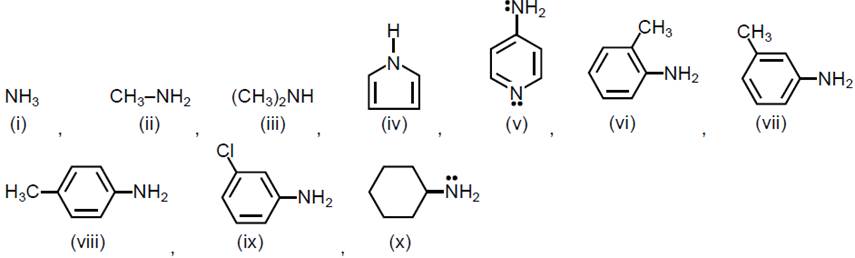 :NH2
H
N
CH3
CH3
NH3 CH3–NH2 (CH3)2NH N: NH2 NH2
(i) , (ii) , (iii) , (iv) , (v) , (vi) , (vii)
Cl
H3C NH2 NH2 NH2
(viii) , (ix) , (x)